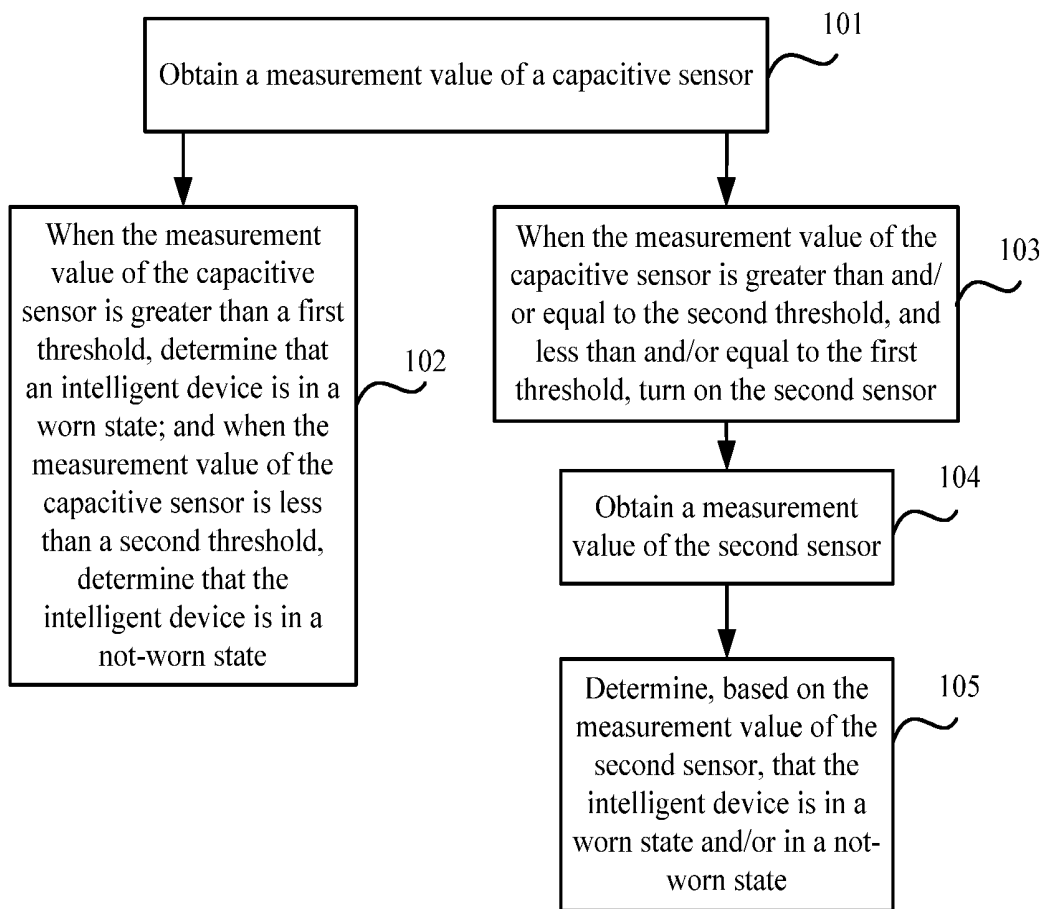 101
Obtain a measurement value of a capacitive sensor
When the measurement
value of the capacitive
sensor is greater than a first
threshold, determine that
an intelligent device is in a
worn state; and when the
measurement value of the
capacitive sensor is less
than a second threshold,
determine that the
intelligent device is in a
not-worn state
102
When the measurement value of the
capacitive sensor is greater than and/
or equal to the second threshold, and
less than and/or equal to the first
threshold, turn on the second sensor
103
Obtain a measurement
value of the second sensor
104
Determine, based on the
measurement value of the
second sensor, that the
intelligent device is in a
worn state and/or in a not-
worn state
105